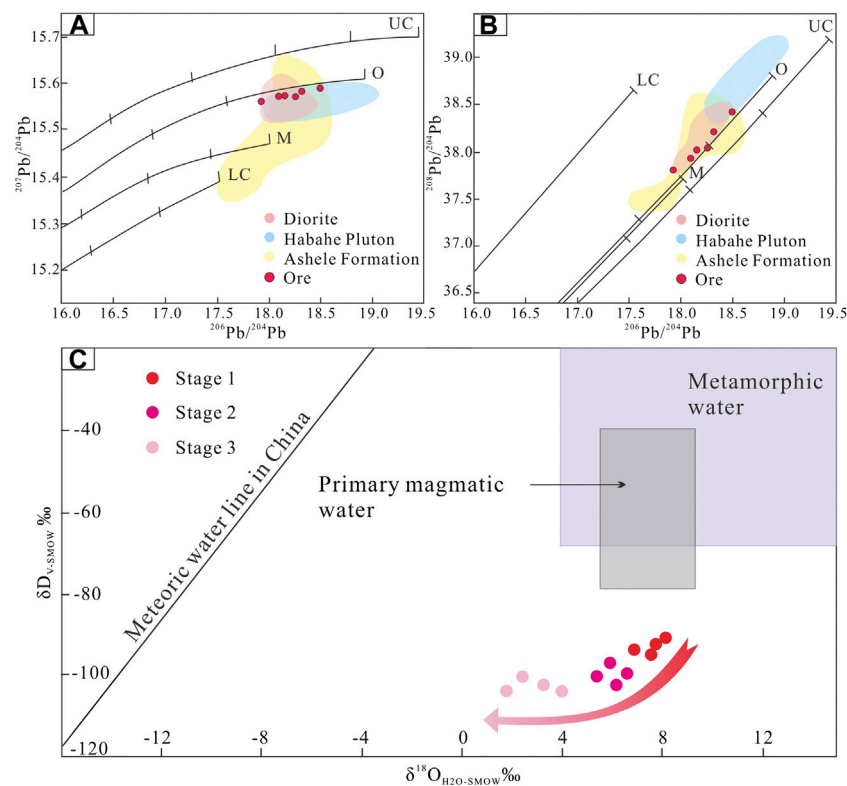 A
UC
O
M
LC
15.7
15.6
15.5
15.4
15.3
15.2
²⁰⁷Pb/²⁰⁴Pb
Diorite
Habahe Pluton
Ashele Formation
Ore
16.0 16.5 17.0 17.5 18.0 18.5 19.0 19.5
²⁰⁶Pb/²⁰⁴Pb
B
UC
LC
O
M
39.0
38.5
38.0
37.5
37.0
36.5
²⁰⁸Pb/²⁰⁴Pb
Diorite
Habahe Pluton
Ashele Formation
Ore
16.0 17.0 17.5 18.0 18.5 19.0 19.5
²⁰⁶Pb/²⁰⁴Pb
C
Stage 1
Stage 2
Stage 3
Meteoric water line in China
Metamorphic
water
Primary magmatic
water
-40
-60
-80
-100
-120
δD V-SMOW ‰
-12 -8 -4 0 4 8 12
δ¹⁸O H2O-SMOW‰